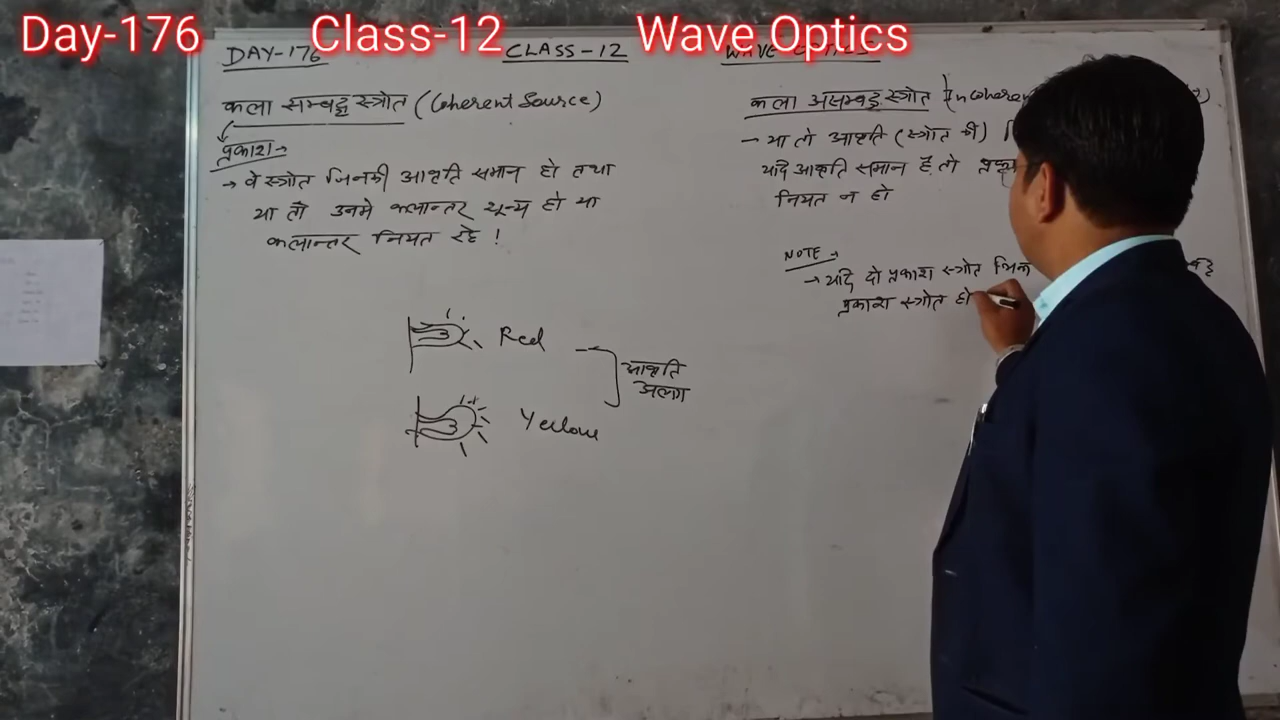 Day-176 Class-12 Wave Optics
DAY-176 CLASS-12 WAVE OPTICS
कला सम्बद्ध स्त्रोत (Coherent Source)
प्रकाश →
→ वे स्त्रोत जिनकी आवृति समान हो तथा
या तो उनमे कलान्तर शून्य हो या
कलान्तर नियत रहे !
Red
Yellow
आवृति
अलग
कला असम्बद्ध स्त्रोत
→ या तो आवृति (स्त्रोत की)
यदि आवृति समान है तो
नियत न हो
NOTE →
→ यदि दो प्रकाश स्त्रोत
प्रकाश स्त्रोत हो